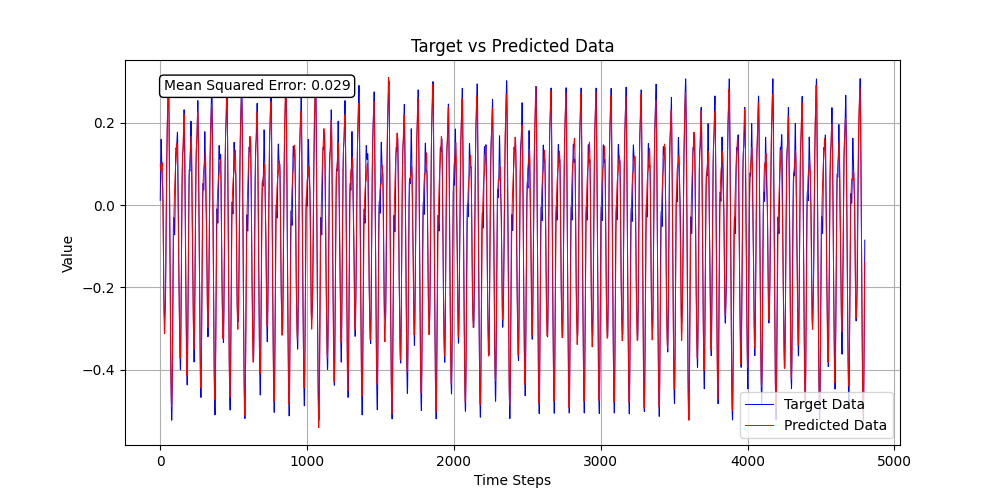 Target vs Predicted Data
Mean Squared Error: 0.029
0.2
0.0
−0.2
−0.4
Value
0
1000
2000
3000
4000
5000
Time Steps
Target Data
Predicted Data